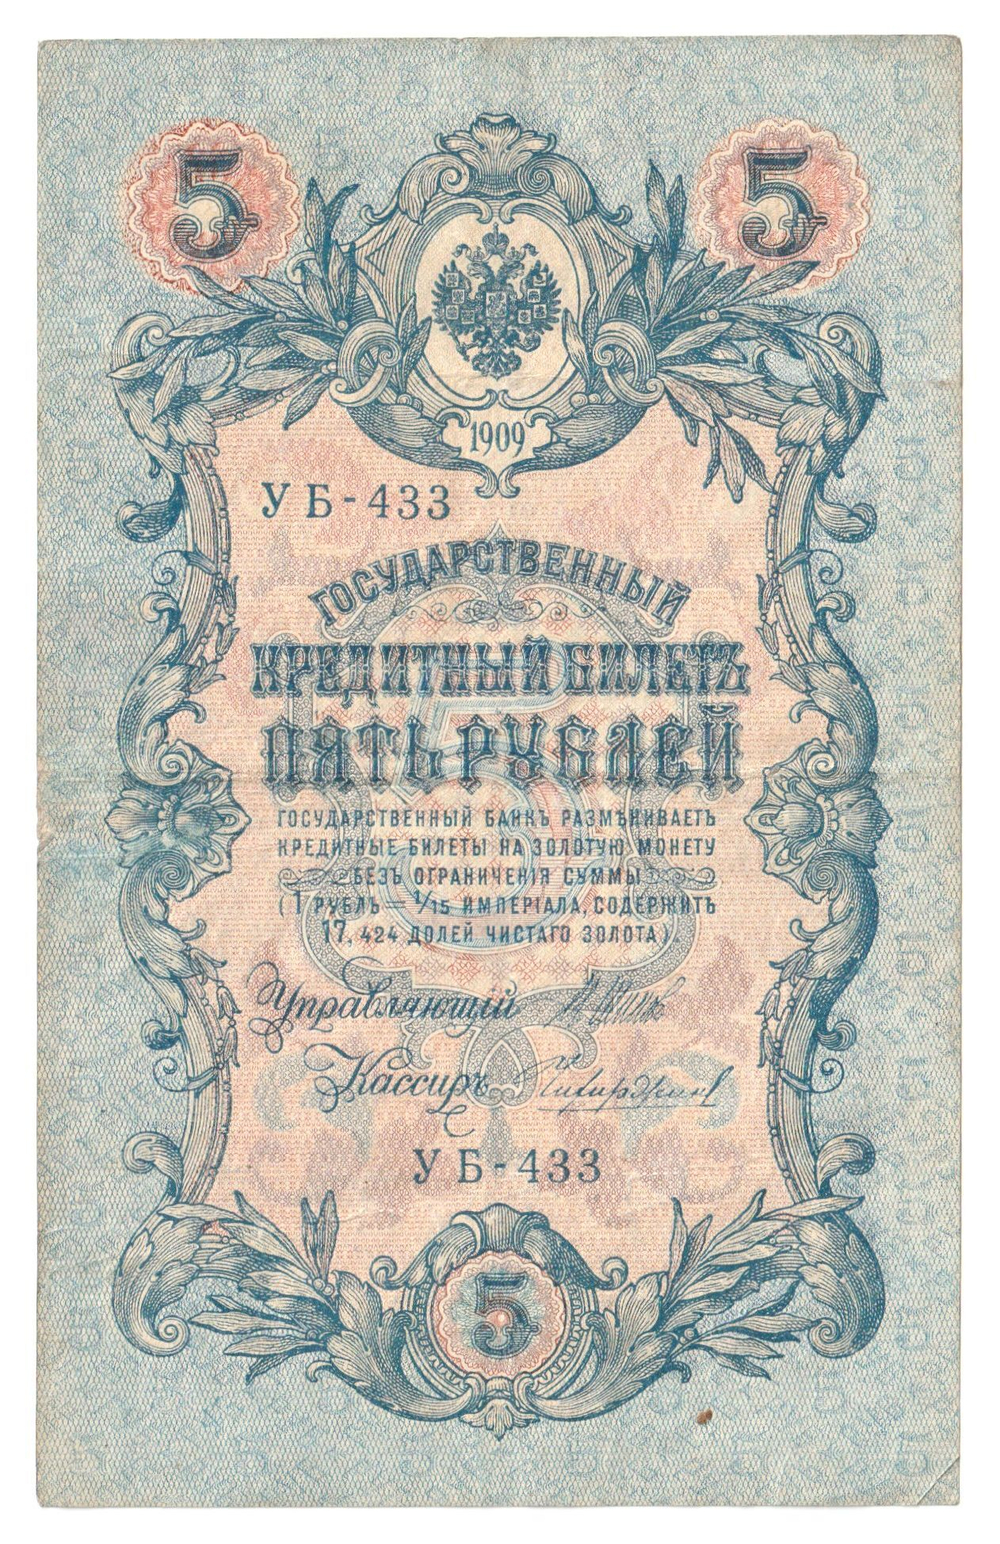 5 5
1909
УБ-433
ГОСУДАРСТВЕННЫЙ
КРЕДИТНЫЙ БИЛЕТЪ
ПЯТЬ РУБЛЕЙ
5
ГОСУДАРСТВЕННЫЙ БАНКЪ РАЗМѢНИВАЕТЪ
КРЕДИТНЫЕ БИЛЕТЫ НА ЗОЛОТУЮ МОНЕТУ
БЕЗЪ ОГРАНИЧЕНІЯ СУММЫ
(1 РУБЛЬ = 1/15 ИМПЕРІАЛА, СОДЕРЖИТЪ
17,424 ДОЛЕЙ ЧИСТАГО ЗОЛОТА).
Управляющій
Кассиръ
УБ-433
5